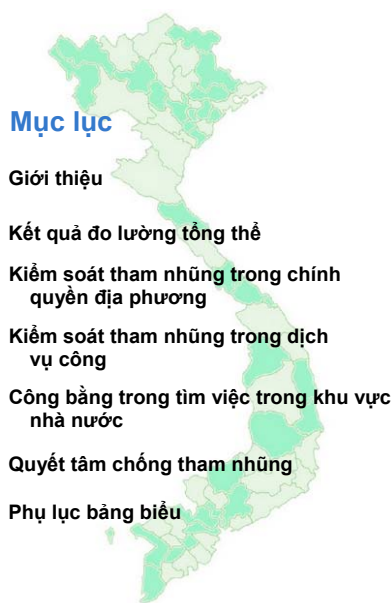 Mục lục
Giới thiệu
Kết quả đo lường tổng thể
Kiểm soát tham nhũng trong chính
quyền địa phương
Kiểm soát tham nhũng trong dịch
vụ công
Công bằng trong tìm việc trong khu vực
nhà nước
Quyết tâm chống tham nhũng
Phụ lục bảng biểu